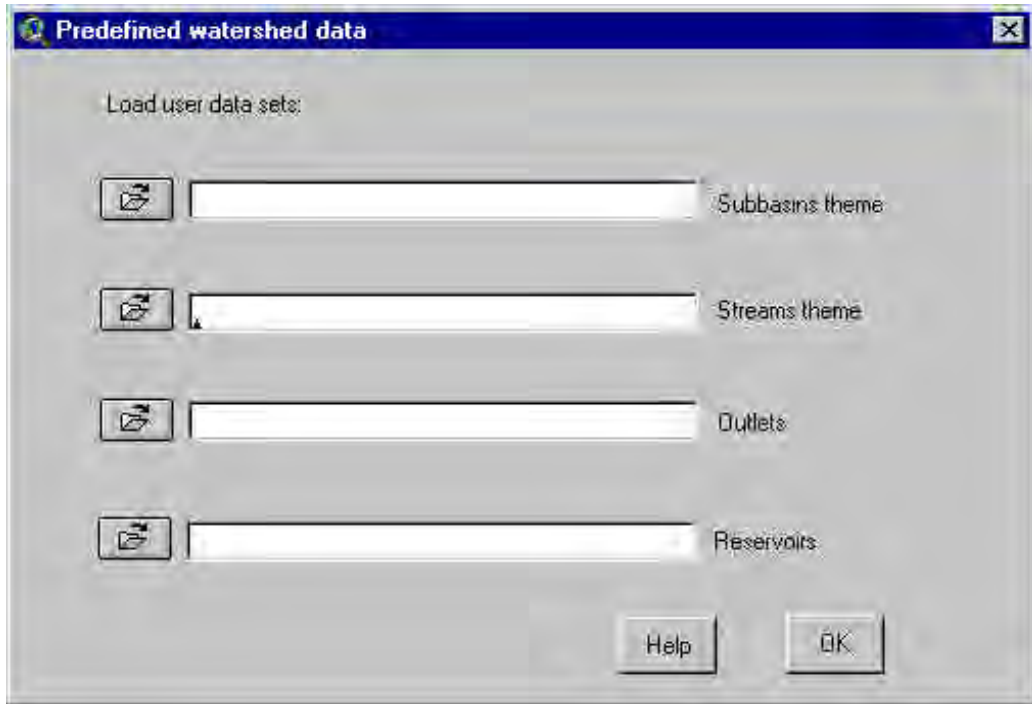 Predefined watershed data
Load user data sets:
Subbasins theme
Streams theme
Outlets
Reservoirs
Help
OK